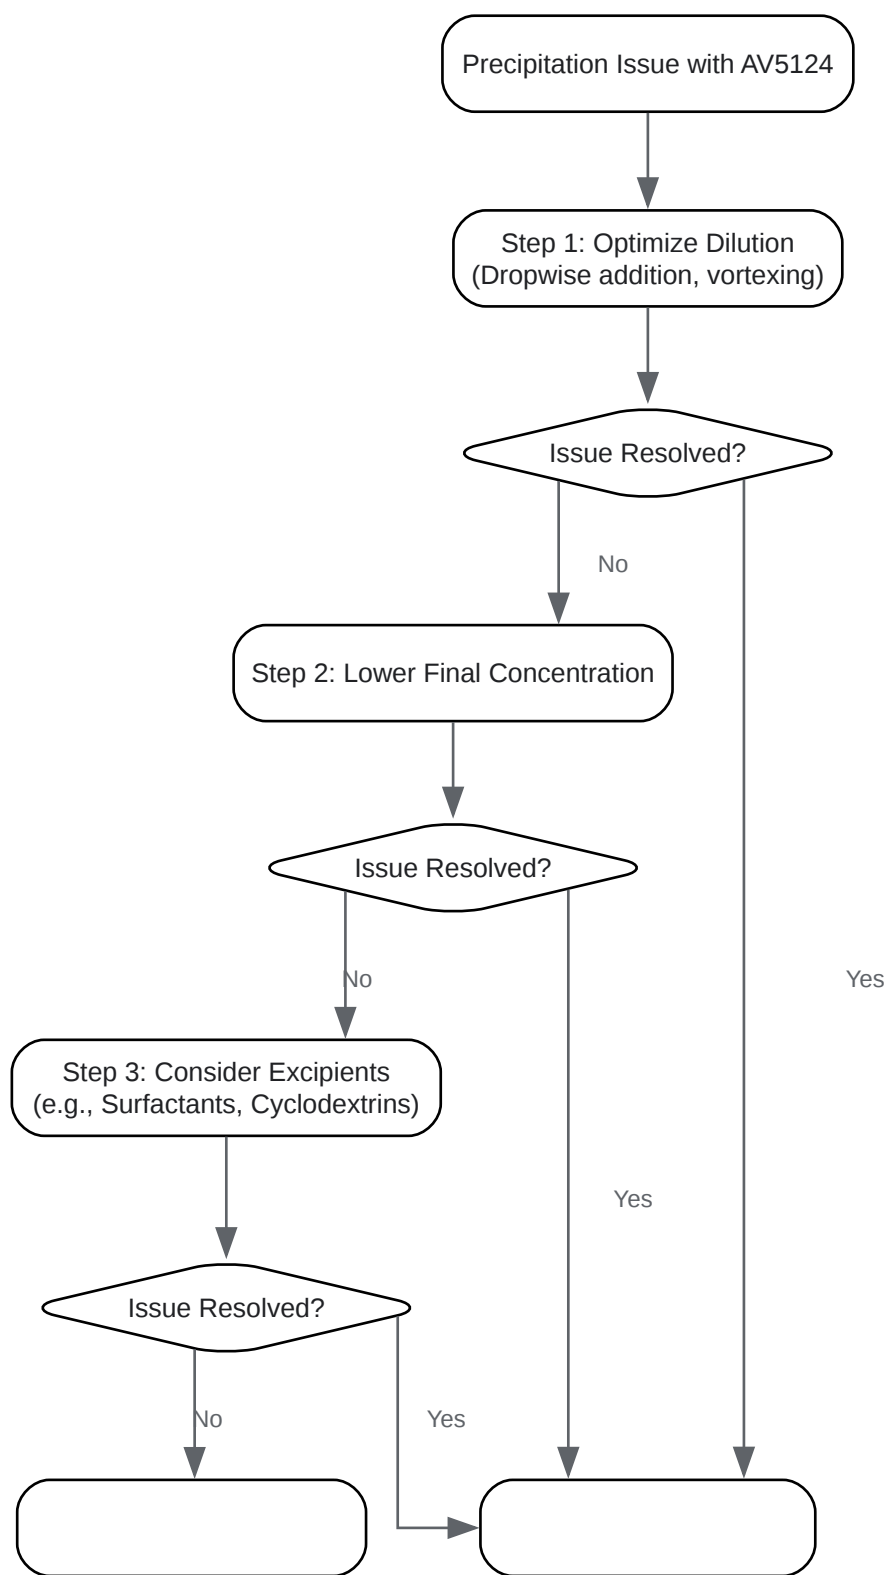 Precipitation Issue with AV5124
Step 1: Optimize Dilution
(Dropwise addition, vortexing)
Issue Resolved?
No
Step 2: Lower Final Concentration
Issue Resolved?
No
Yes
Step 3: Consider Excipients
(e.g., Surfactants, Cyclodextrins)
Yes
Issue Resolved?
No
Yes